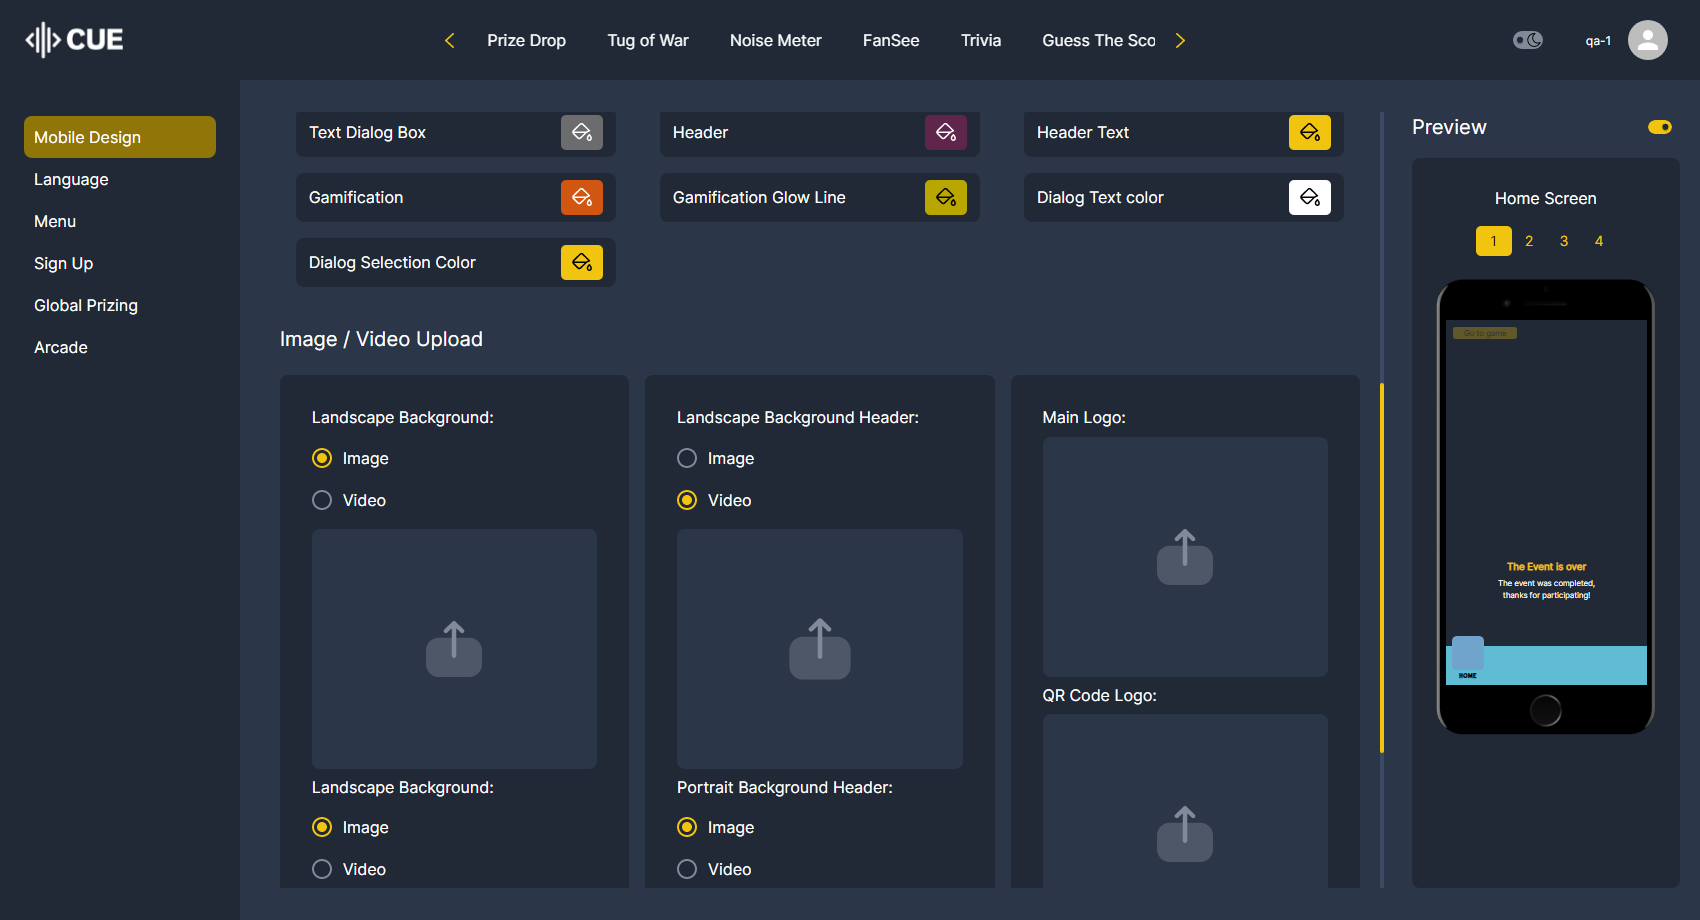 CUE
Prize Drop
Tug of War
Noise Meter
FanSee
Trivia
Guess The Sco
qa-1
Mobile Design
Language
Menu
Sign Up
Global Prizing
Arcade
Text Dialog Box
Header
Header Text
Gamification
Gamification Glow Line
Dialog Text color
Dialog Selection Color
Image / Video Upload
Landscape Background:
Image
Video
Landscape Background:
Image
Video
Landscape Background Header:
Image
Video
Portrait Background Header:
Image
Video
Main Logo:
QR Code Logo:
Preview
Home Screen
1 2 3 4
Go to game
The Event is over
The event was completed,
thanks for participating!
HOME